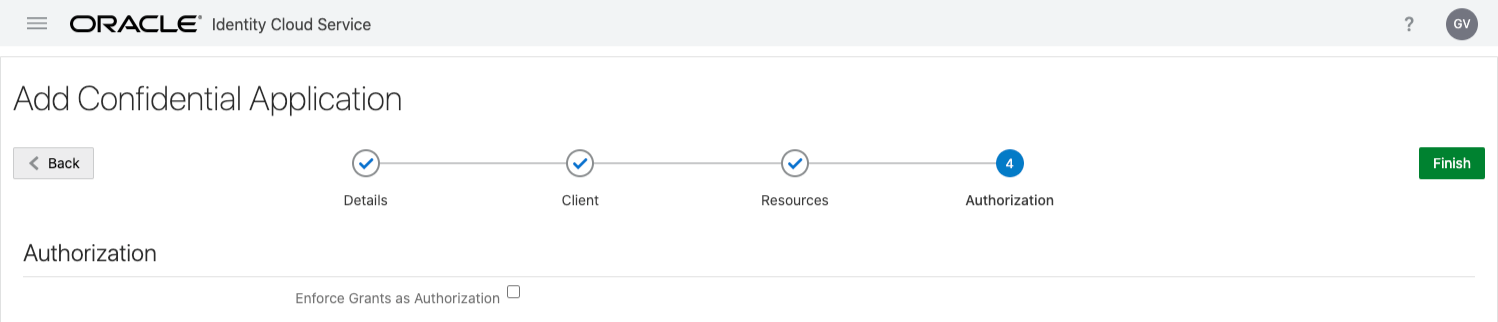 ORACLE® Identity Cloud Service ? GV
Add Confidential Application
Back 4 Finish
Details Client Resources Authorization
Authorization
Enforce Grants as Authorization